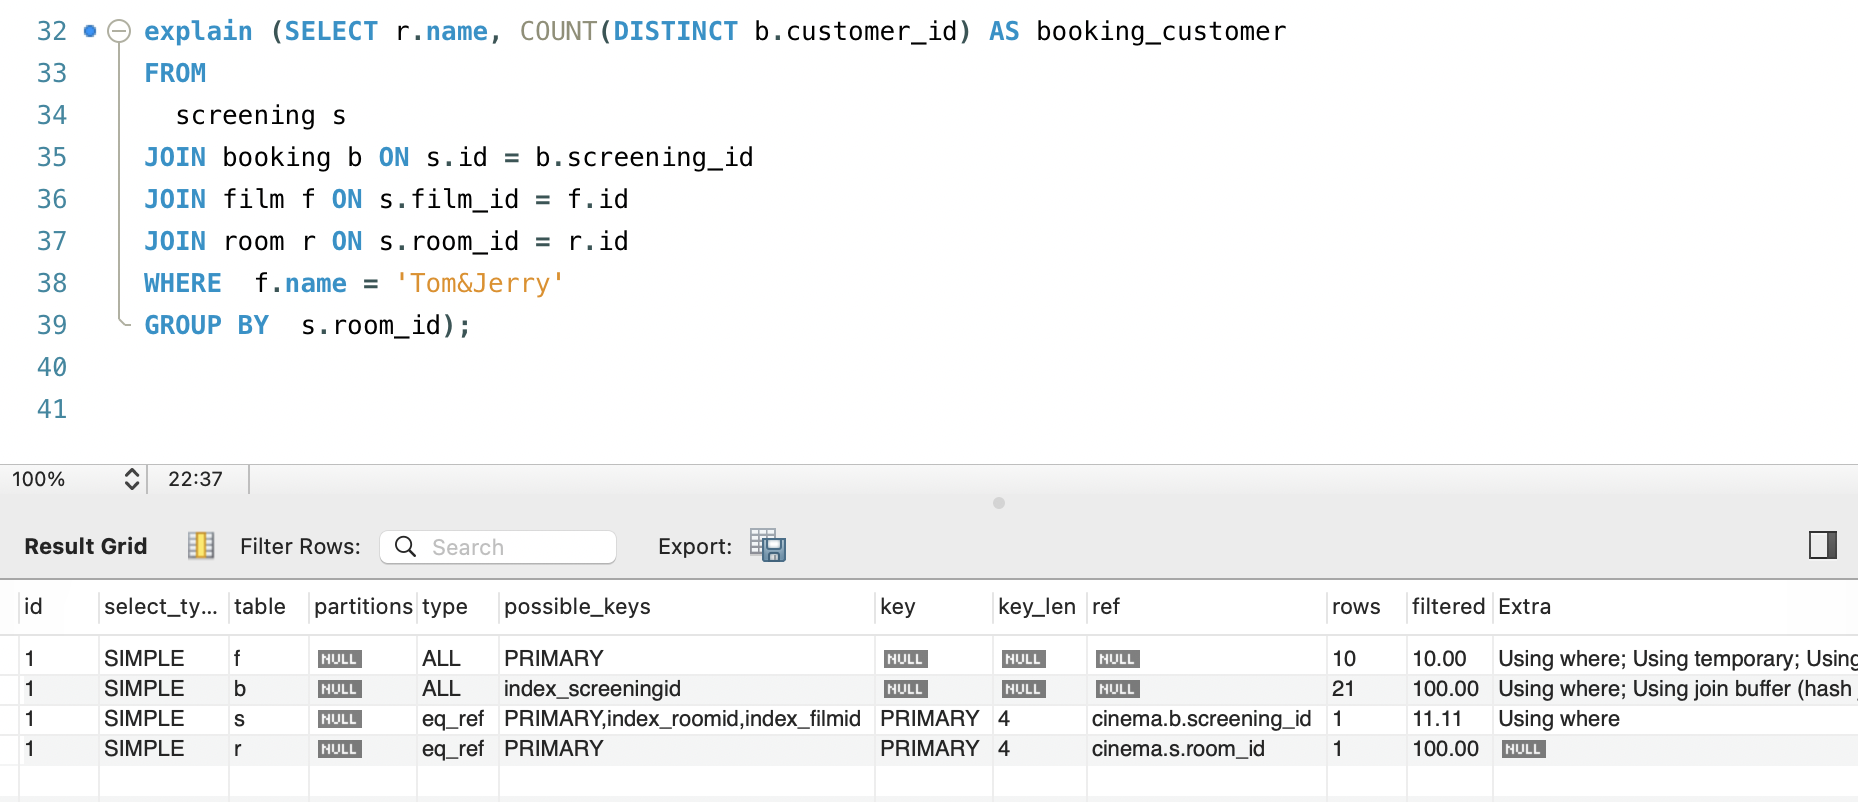 32 explain (SELECT r.name, COUNT(DISTINCT b.customer_id) AS booking_customer
33 FROM
34 screening s
35 JOIN booking b ON s.id = b.screening_id
36 JOIN film f ON s.film_id = f.id
37 JOIN room r ON s.room_id = r.id
38 WHERE f.name = 'Tom&Jerry'
39 GROUP BY s.room_id);
40
41
100% 22:37
Result Grid Filter Rows: Search Export:
id select_ty... table partitions type possible_keys key key_len ref rows filtered Extra
1 SIMPLE f NULL ALL PRIMARY NULL NULL NULL 10 10.00 Using where; Using temporary; Using
1 SIMPLE b NULL ALL index_screeningid NULL NULL NULL 21 100.00 Using where; Using join buffer (hash
1 SIMPLE s NULL eq_ref PRIMARY,index_roomid,index_filmid PRIMARY 4 cinema.b.screening_id 1 11.11 Using where
1 SIMPLE r NULL eq_ref PRIMARY PRIMARY 4 cinema.s.room_id 1 100.00 NULL